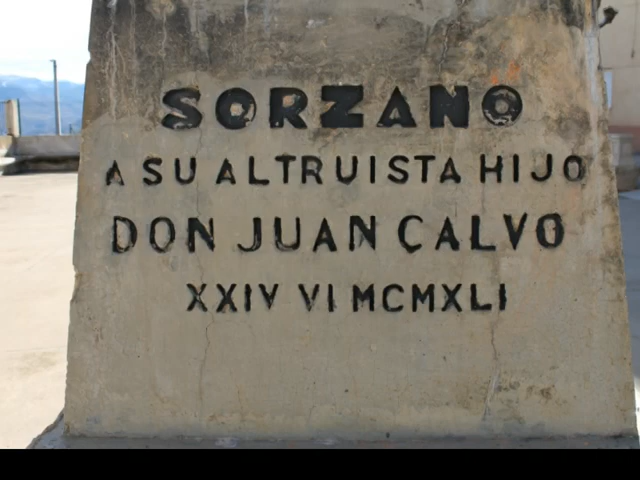 SORZANO
A SU ALTRUISTA HIJO
DON JUAN CALVO
XXIV VI MCMXLI